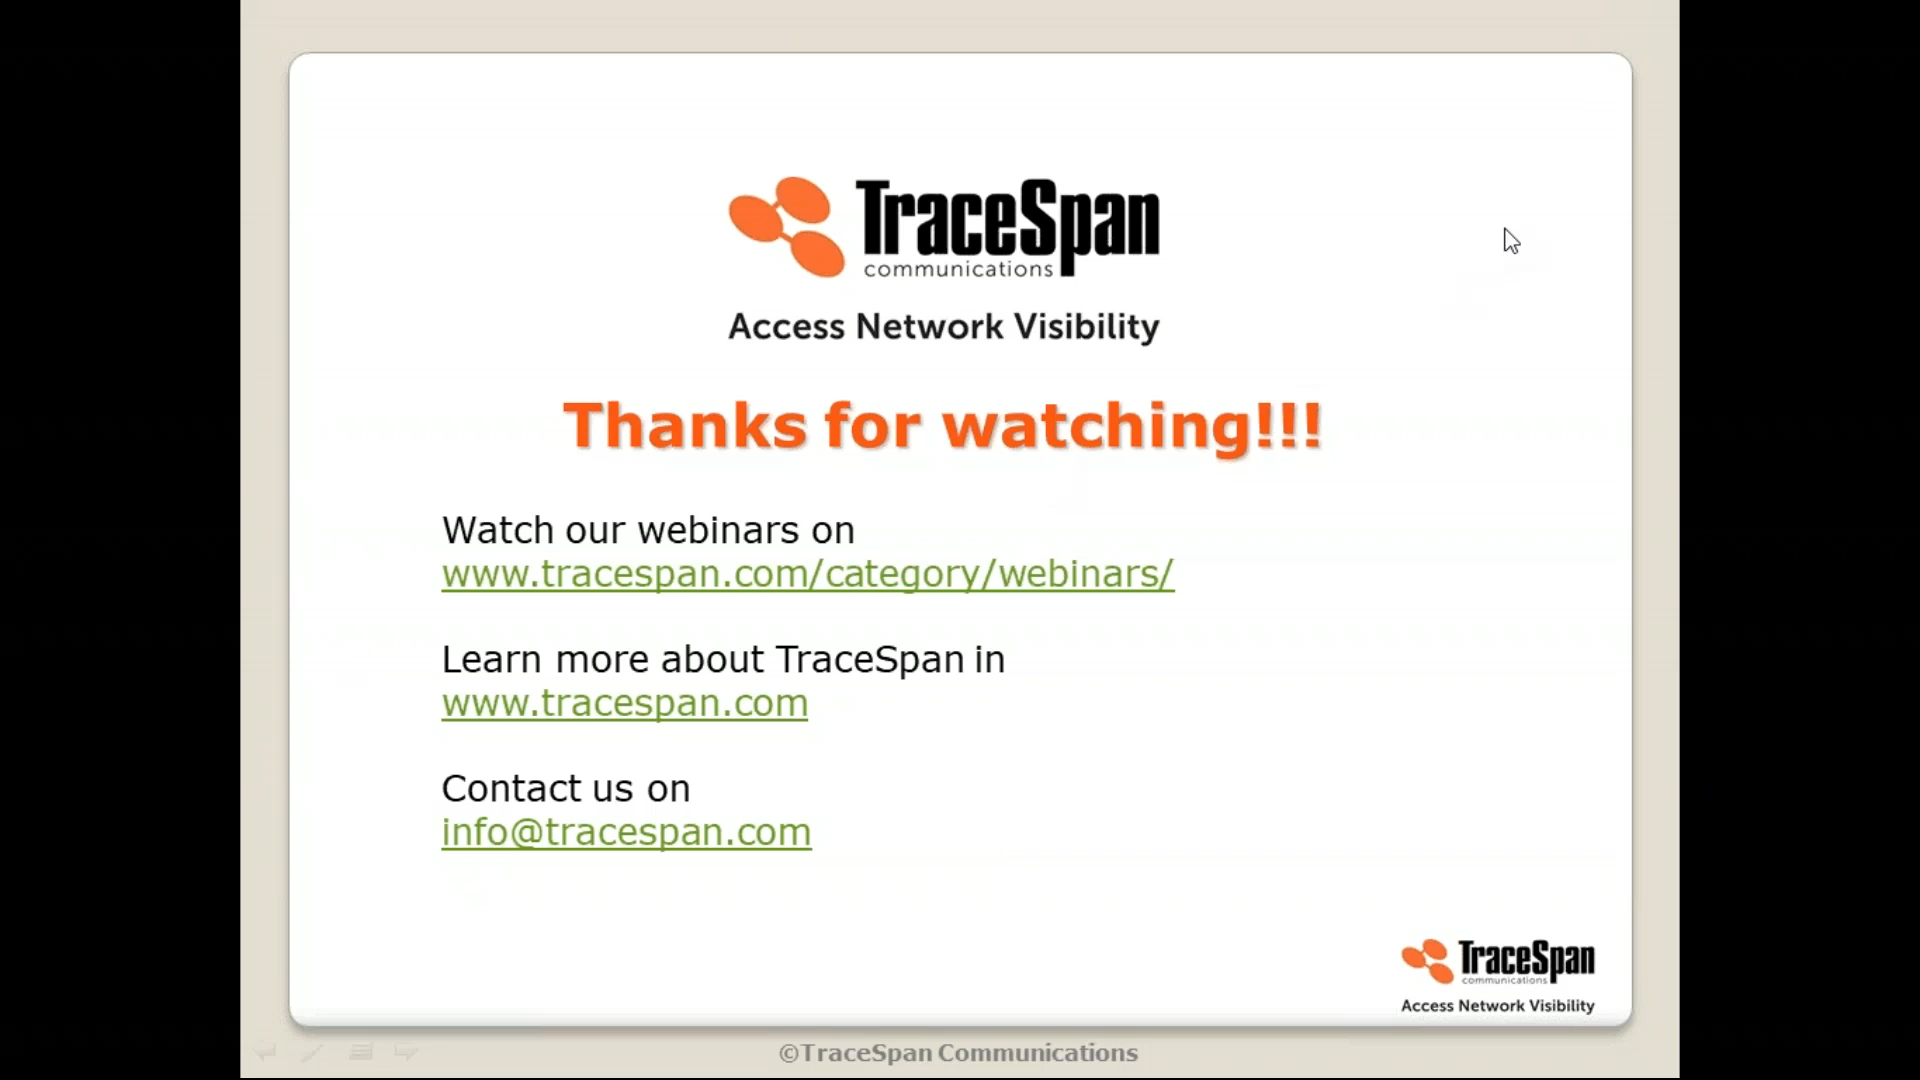 TraceSpan
communications
Access Network Visibility
Thanks for watching!!!
Watch our webinars on
www.tracespan.com/category/webinars/
Learn more about TraceSpan in
www.tracespan.com
Contact us on
info@tracespan.com
TraceSpan
communications
Access Network Visibility
©TraceSpan Communications